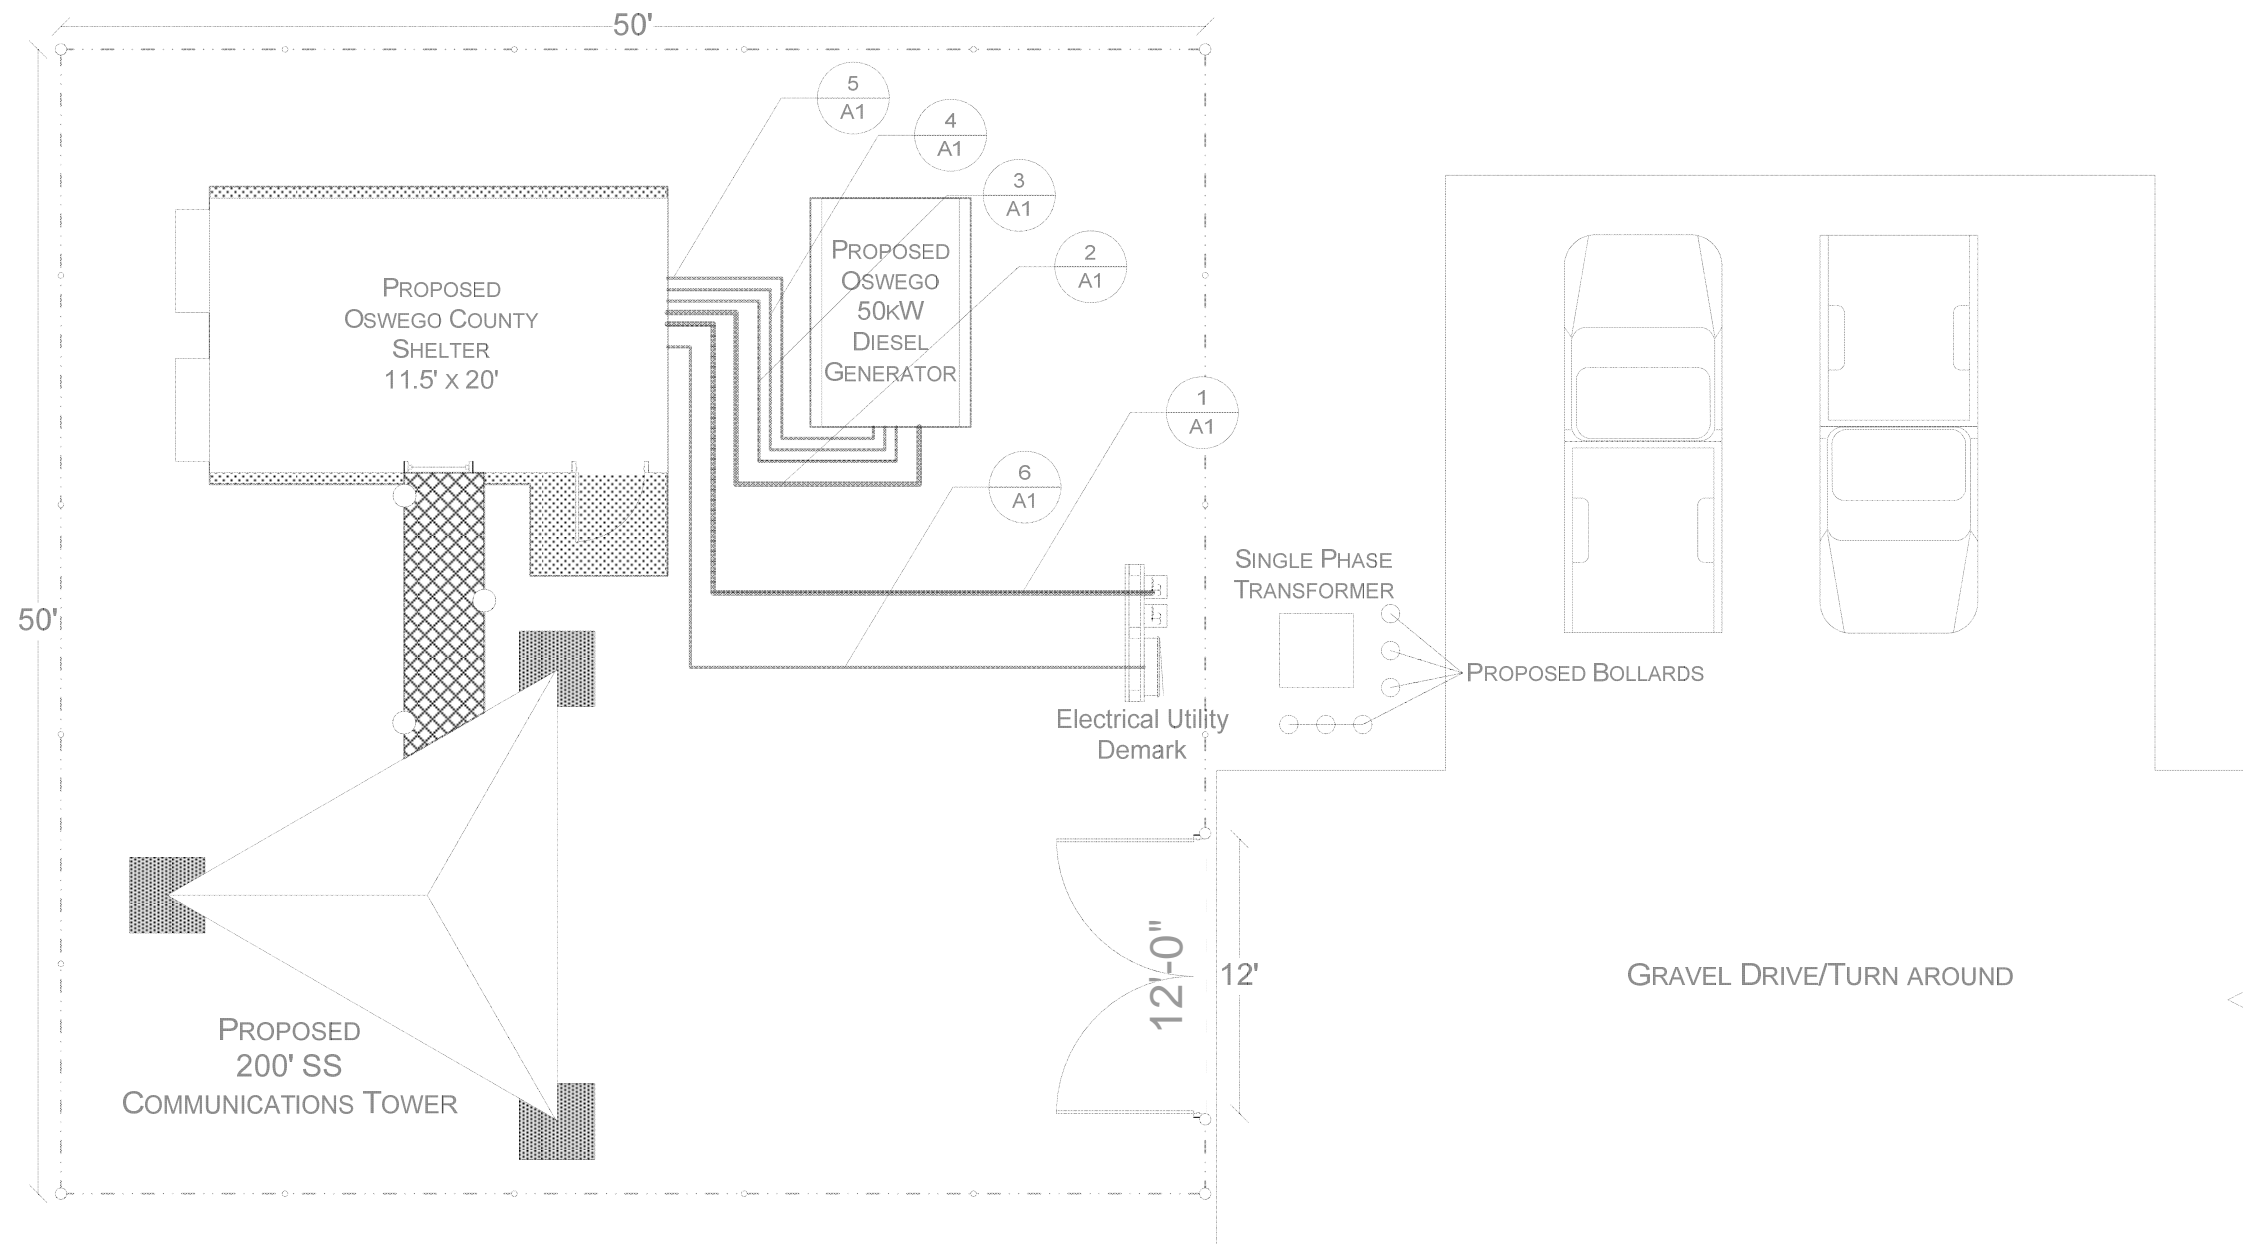 50'
5
A1
4
A1
3
A1
2
A1
1
A1
6
A1
PROPOSED
OSWEGO COUNTY
SHELTER
11.5' X 20'
PROPOSED
OSWEGO
50KW
DIESEL
GENERATOR
50'
SINGLE PHASE
TRANSFORMER
PROPOSED BOLLARDS
Electrical Utility
Demark
12'-0"
12'
GRAVEL DRIVE/TURN AROUND
PROPOSED
200' SS
COMMUNICATIONS TOWER